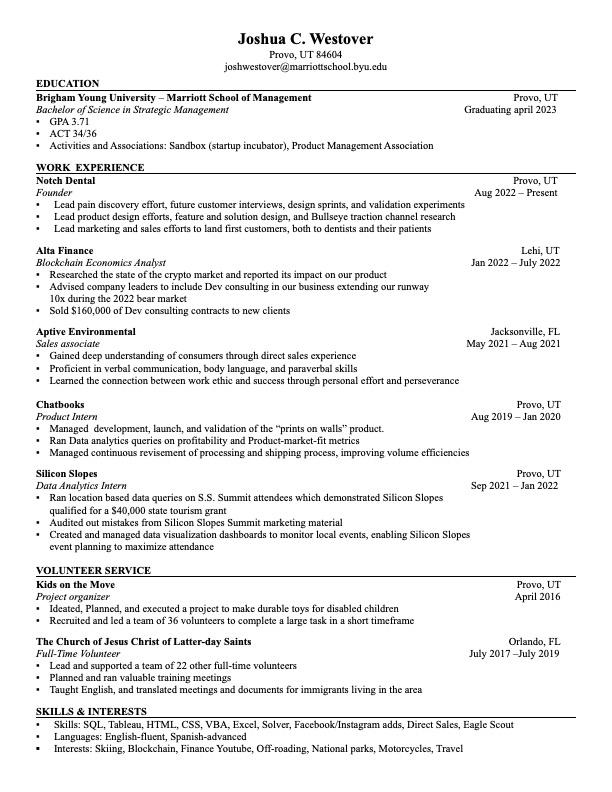 Joshua C. Westover
Provo, UT 84604
joshwestover@marriottschool.byu.edu
EDUCATION
Brigham Young University – Marriott School of Management Provo, UT
Bachelor of Science in Strategic Management Graduating april 2023
▪ GPA 3.71
▪ ACT 34/36
▪ Activities and Associations: Sandbox (startup incubator), Product Management Association
WORK EXPERIENCE
Notch Dental Provo, UT
Founder Aug 2022 – Present
▪ Lead pain discovery effort, future customer interviews, design sprints, and validation experiments
▪ Lead product design efforts, feature and solution design, and Bullseye traction channel research
▪ Lead marketing and sales efforts to land first customers, both to dentists and their patients
Alta Finance Lehi, UT
Blockchain Economics Analyst Jan 2022 – July 2022
▪ Researched the state of the crypto market and reported its impact on our product
▪ Advised company leaders to include Dev consulting in our business extending our runway
10x during the 2022 bear market
▪ Sold $160,000 of Dev consulting contracts to new clients
Aptive Environmental Jacksonville, FL
Sales associate May 2021 – Aug 2021
▪ Gained deep understanding of consumers through direct sales experience
▪ Proficient in verbal communication, body language, and paraverbal skills
▪ Learned the connection between work ethic and success through personal effort and perseverance
Chatbooks Provo, UT
Product Intern Aug 2019 – Jan 2020
▪ Managed development, launch, and validation of the “prints on walls” product.
▪ Ran Data analytics queries on profitability and Product-market-fit metrics
▪ Managed continuous revisement of processing and shipping process, improving volume efficiencies
Silicon Slopes Provo, UT
Data Analytics Intern Sep 2021 – Jan 2022
▪ Ran location based data queries on S.S. Summit attendees which demonstrated Silicon Slopes
qualified for a $40,000 state tourism grant
▪ Audited out mistakes from Silicon Slopes Summit marketing material
▪ Created and managed data visualization dashboards to monitor local events, enabling Silicon Slopes
event planning to maximize attendance
VOLUNTEER SERVICE
Kids on the Move Provo, UT
Project organizer April 2016
▪ Ideated, Planned, and executed a project to make durable toys for disabled children
▪ Recruited and led a team of 36 volunteers to complete a large task in a short timeframe
The Church of Jesus Christ of Latter-day Saints Orlando, FL
Full-Time Volunteer July 2017 –July 2019
▪ Lead and supported a team of 22 other full-time volunteers
▪ Planned and ran valuable training meetings
▪ Taught English, and translated meetings and documents for immigrants living in the area
SKILLS & INTERESTS
▪ Skills: SQL, Tableau, HTML, CSS, VBA, Excel, Solver, Facebook/Instagram adds, Direct Sales, Eagle Scout
▪ Languages: English-fluent, Spanish-advanced
▪ Interests: Skiing, Blockchain, Finance Youtube, Off-roading, National parks, Motorcycles, Travel